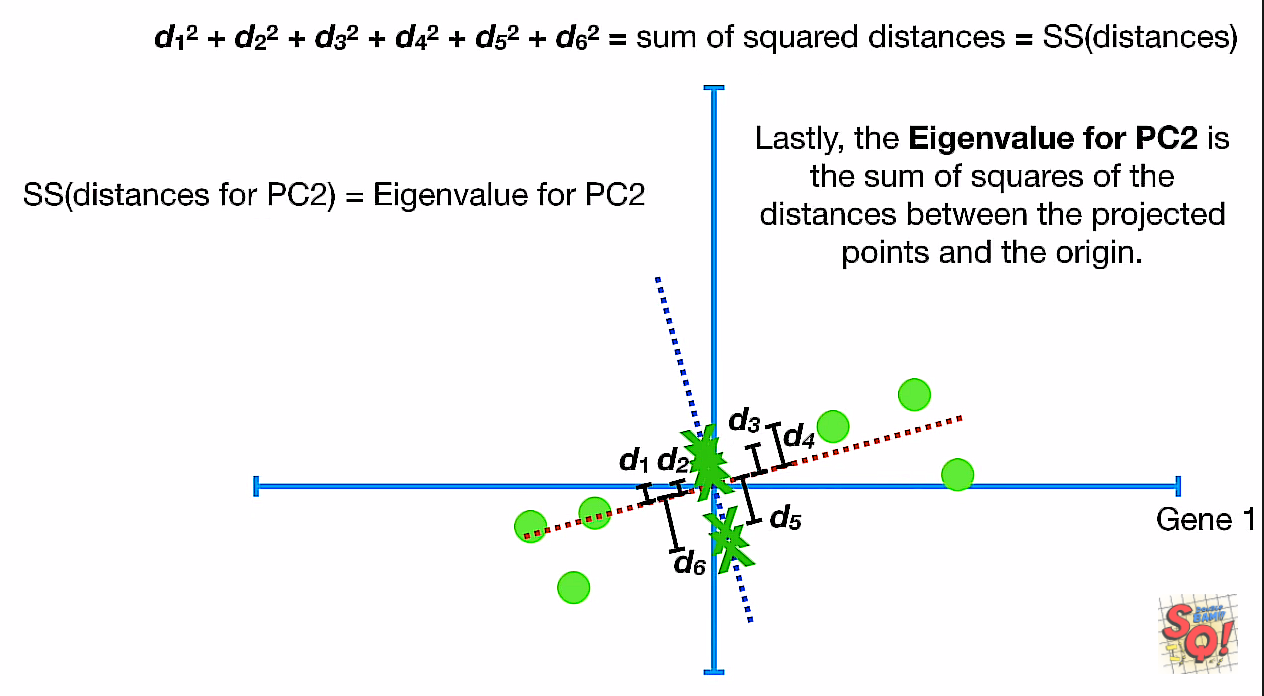 d₁² + d₂² + d₃² + d₄² + d₅² + d₆² = sum of squared distances = SS(distances)
Lastly, the Eigenvalue for PC2 is
the sum of squares of the
distances between the projected
points and the origin.
SS(distances for PC2) = Eigenvalue for PC2
d₃
d₄
d₁ d₂
d₅
d₆
Gene 1
DOUBLE
BAM!!
SQ!